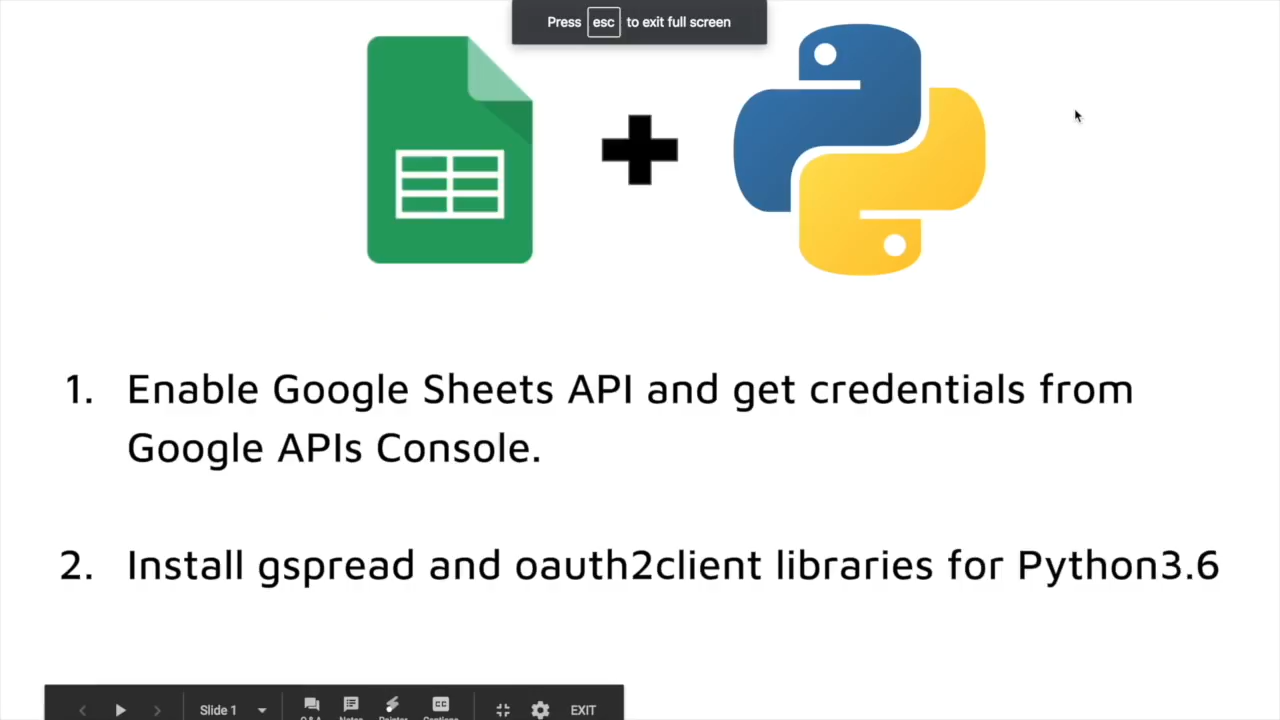 Press esc to exit full screen
1. Enable Google Sheets API and get credentials from
Google APIs Console.
2. Install gspread and oauth2client libraries for Python3.6
Slide 1
CC
EXIT